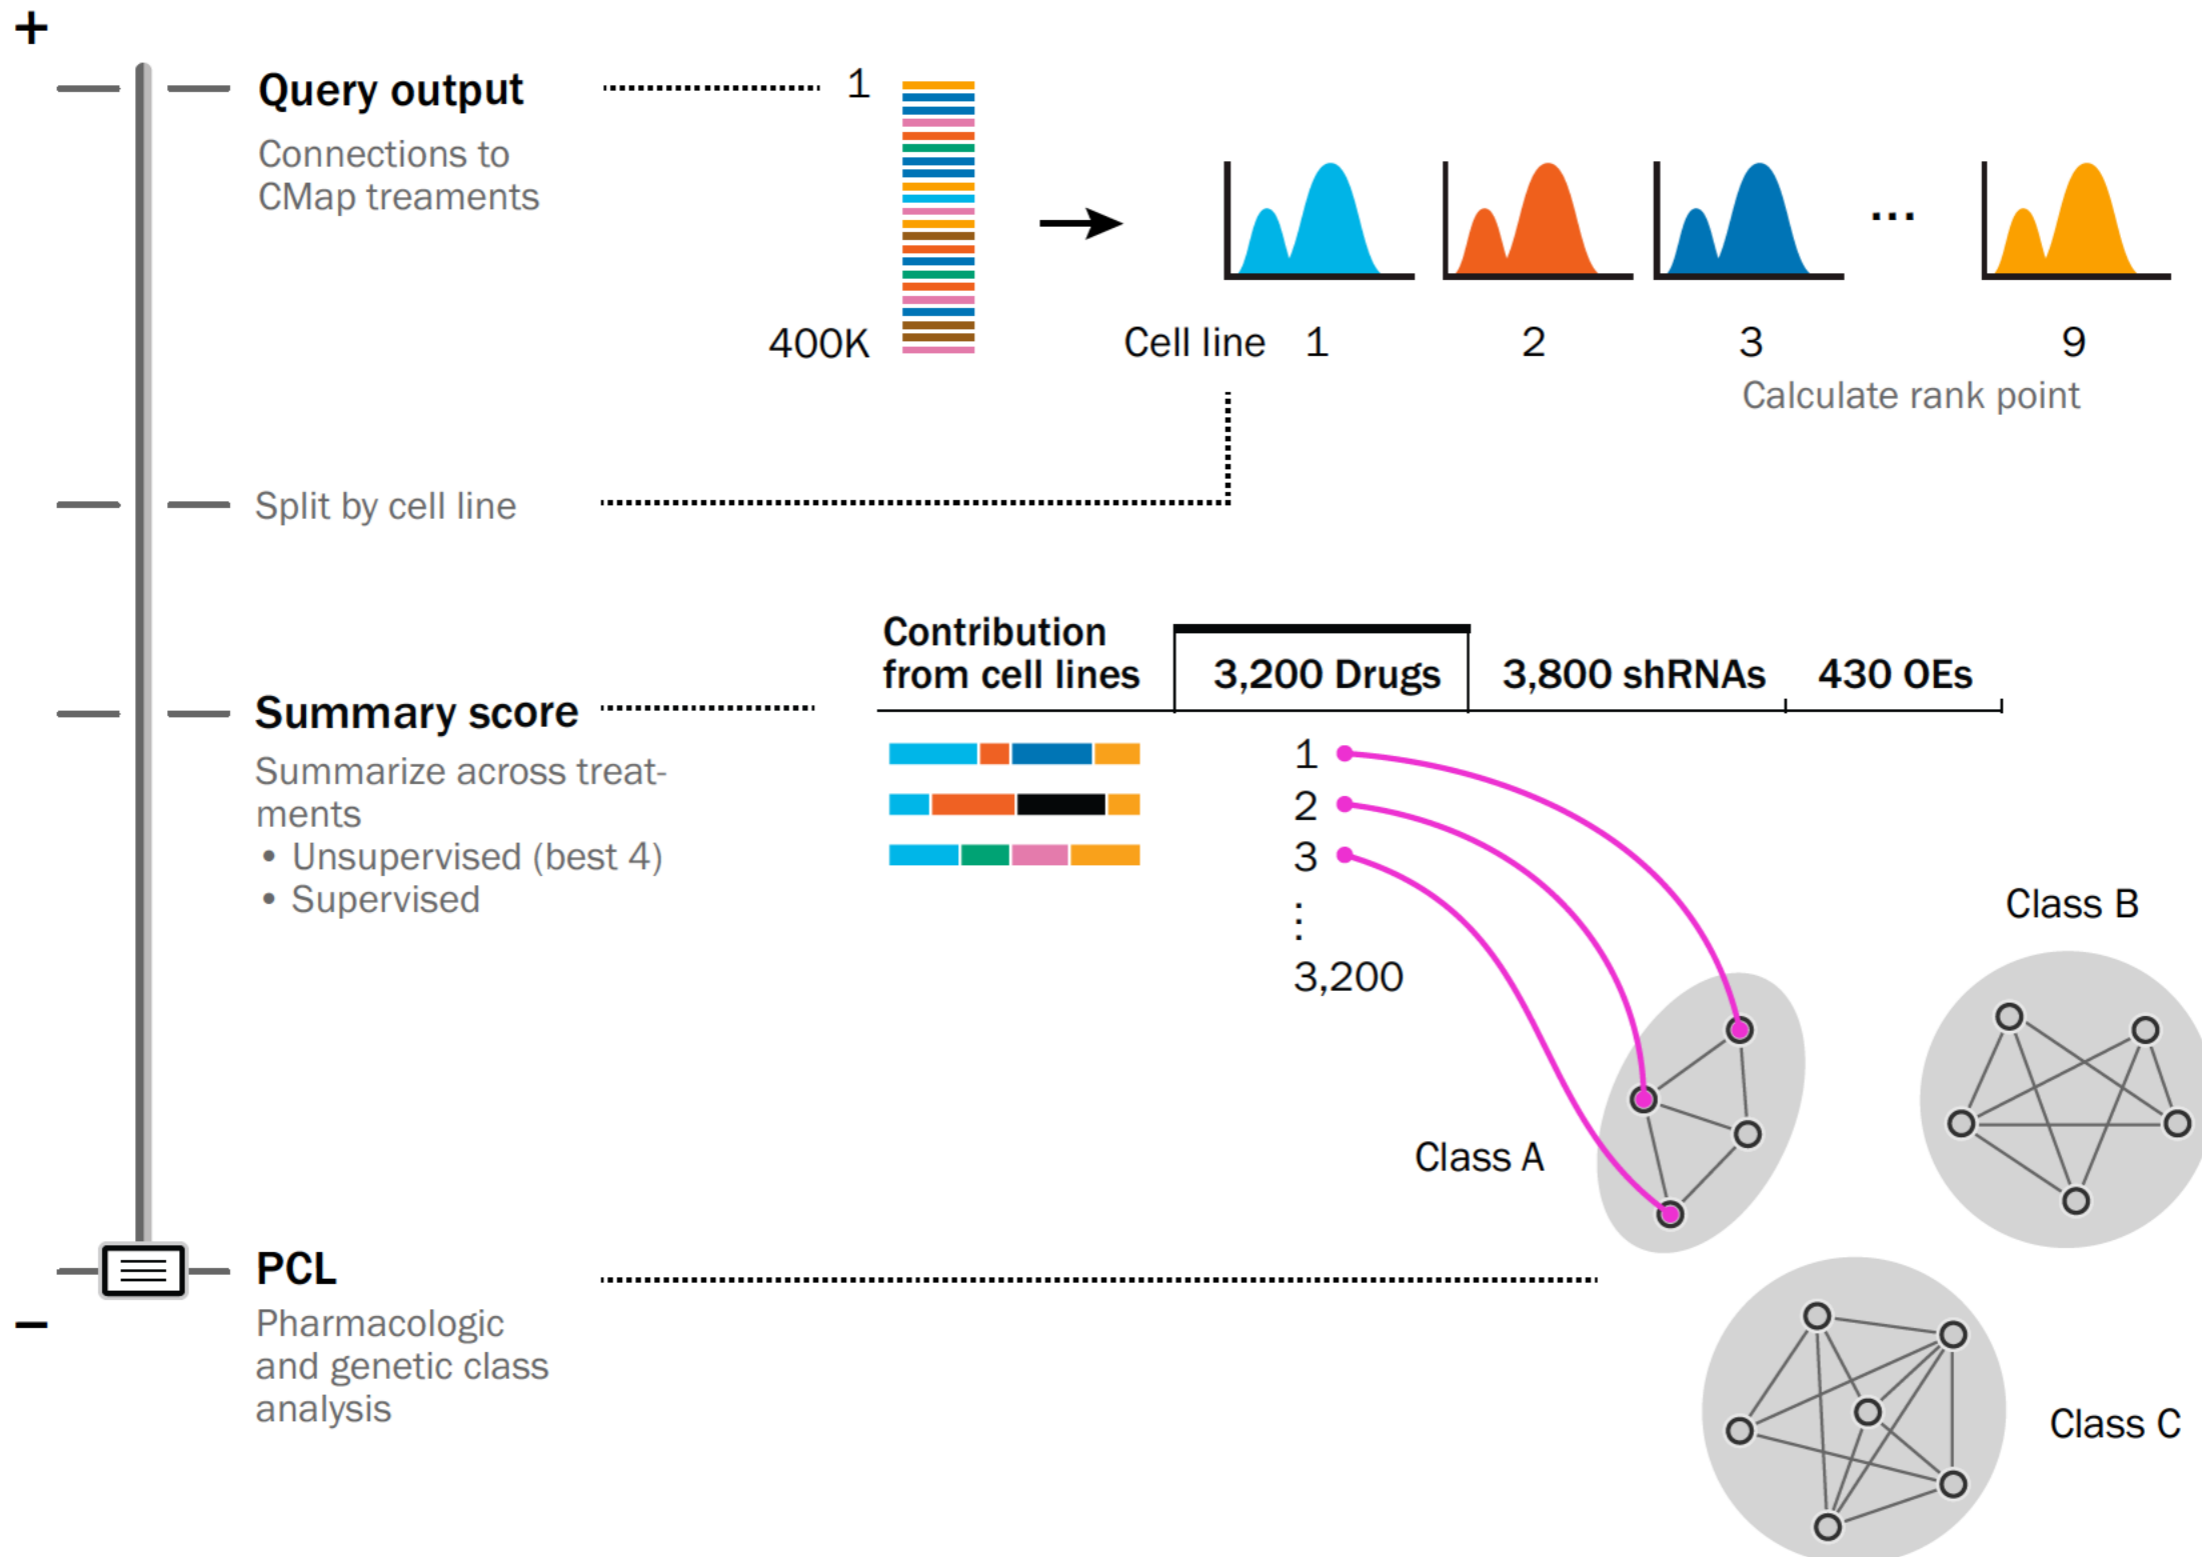 +
Query output
Connections to
CMap treaments
1
400K
Cell line 1 2 3 ... 9
Calculate rank point
Split by cell line
Contribution
from cell lines
3,200 Drugs
3,800 shRNAs
430 OEs
Summary score
Summarize across treat-
ments
• Unsupervised (best 4)
• Supervised
1
2
3
⋮
3,200
Class A
Class B
Class C
PCL
Pharmacologic
and genetic class
analysis
–